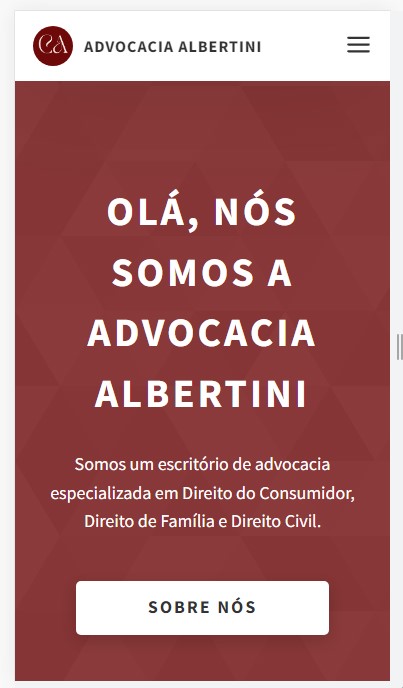 CA
ADVOCACIA ALBERTINI
OLÁ, NÓS
SOMOS A
ADVOCACIA
ALBERTINI
Somos um escritório de advocacia
especializada em Direito do Consumidor,
Direito de Família e Direito Civil.
SOBRE NÓS